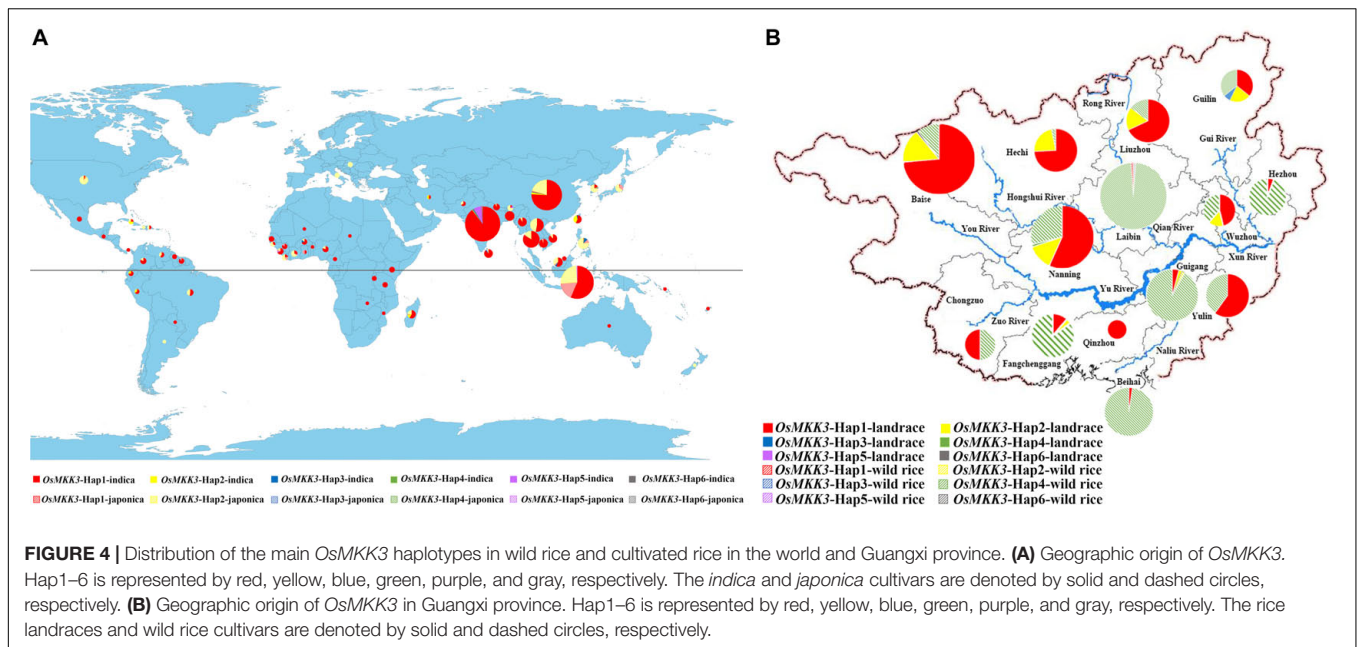 A
B
Rong River
Guilin
Gui River
Liuzhou
Hechi
Hezhou
Hongshui River
Baise
You River
Laibin
Qian River
Wuzhou
Xun River
Nanning
Guigang
Yu River
Yulin
Chongzuo
Zuo River
Qinzhou
Fangchenggang
Naliu River
Beihai
OsMKK3-Hap1-indica OsMKK3-Hap2-indica OsMKK3-Hap3-indica OsMKK3-Hap4-indica OsMKK3-Hap5-indica OsMKK3-Hap6-indica
OsMKK3-Hap1-japonica OsMKK3-Hap2-japonica OsMKK3-Hap3-japonica OsMKK3-Hap4-japonica OsMKK3-Hap5-japonica OsMKK3-Hap6-japonica
OsMKK3-Hap1-landrace OsMKK3-Hap2-landrace
OsMKK3-Hap3-landrace OsMKK3-Hap4-landrace
OsMKK3-Hap5-landrace OsMKK3-Hap6-landrace
OsMKK3-Hap1-wild rice OsMKK3-Hap2-wild rice
OsMKK3-Hap3-wild rice OsMKK3-Hap4-wild rice
OsMKK3-Hap5-wild rice OsMKK3-Hap6-wild rice
FIGURE 4 | Distribution of the main OsMKK3 haplotypes in wild rice and cultivated rice in the world and Guangxi province. (A) Geographic origin of OsMKK3.
Hap1–6 is represented by red, yellow, blue, green, purple, and gray, respectively. The indica and japonica cultivars are denoted by solid and dashed circles,
respectively. (B) Geographic origin of OsMKK3 in Guangxi province. Hap1–6 is represented by red, yellow, blue, green, purple, and gray, respectively. The rice
landraces and wild rice cultivars are denoted by solid and dashed circles, respectively.